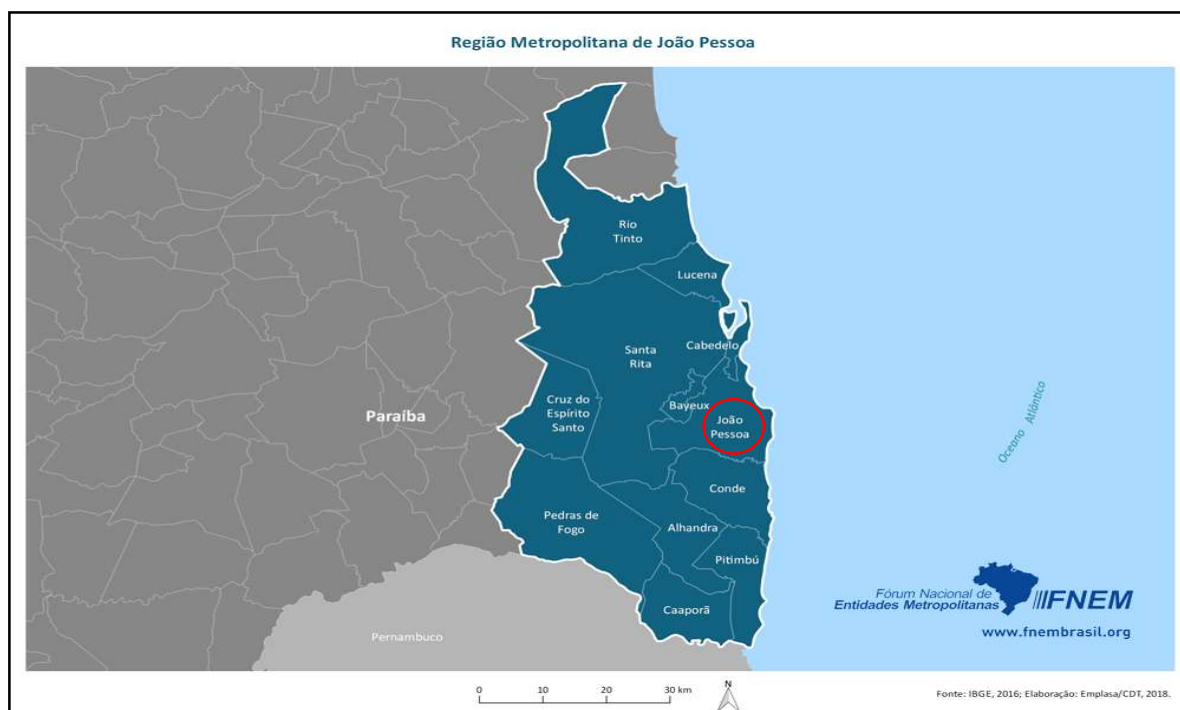 Região Metropolitana de João Pessoa
Rio
Tinto
Lucena
Cabedelo
Santa
Rita
Cruz do
Espírito
Santo
Bayeux
João
Pessoa
Paraíba
Oceano Atlântico
Conde
Pedras de
Fogo
Alhandra
Pitimbú
Caaporã
Pernambuco
Fórum Nacional de
Entidades Metropolitanas
FNEM
www.fnembrasil.org
0 10 20 30 km
N
Fonte: IBGE, 2016; Elaboração: Emplasa/CDT, 2018.